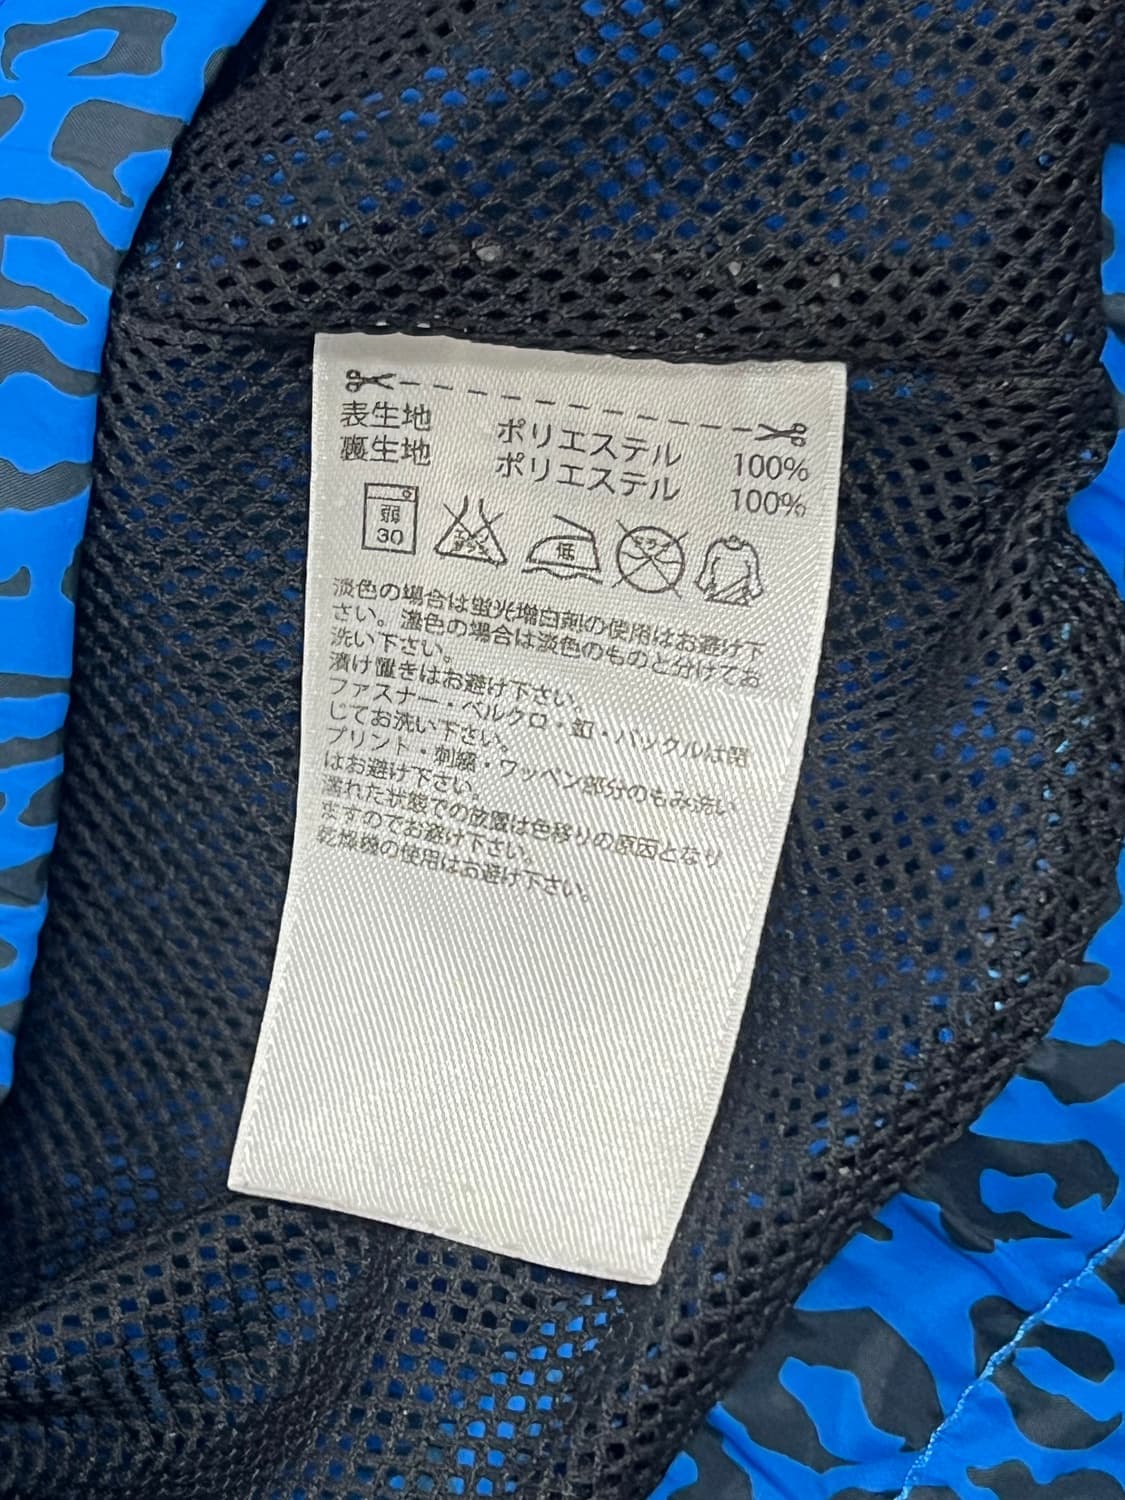 表生地 ポリエステル 100%
裏生地 ポリエステル 100%
弱 30 低
淡色の場合は蛍光増白剤の使用はお避け下
さい。濃色の場合は淡色のものと分けてお
洗い下さい。
漬け置きはお避け下さい。
ファスナー・ベルクロ・釦・バックルは閉
じてお洗い下さい。
プリント・刺繍・ワッペン部分のもみ洗い
はお避け下さい。
濡れた状態での放置は色移りの原因となり
ますのでお避け下さい。
乾燥機の使用はお避け下さい。